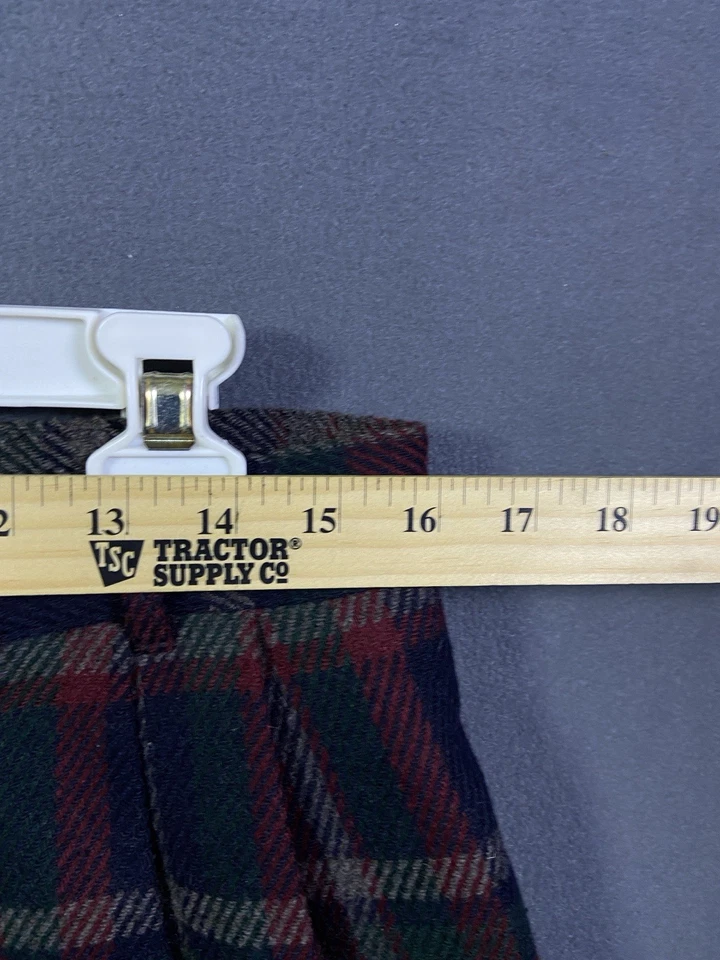 2 13 14 15 16 17 18 19
TSC TRACTOR®
SUPPLY CO